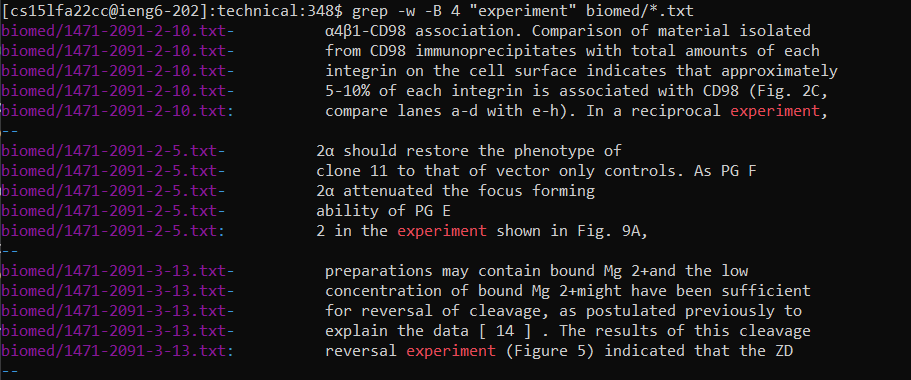 [cs15lfa22cc@ieng6-202]:technical:348$ grep -w -B 4 "experiment" biomed/*.txt
biomed/1471-2091-2-10.txt-        α4β1-CD98 association. Comparison of material isolated
biomed/1471-2091-2-10.txt-        from CD98 immunoprecipitates with total amounts of each
biomed/1471-2091-2-10.txt-        integrin on the cell surface indicates that approximately
biomed/1471-2091-2-10.txt-        5-10% of each integrin is associated with CD98 (Fig. 2C,
biomed/1471-2091-2-10.txt:        compare lanes a-d with e-h). In a reciprocal experiment,
--
biomed/1471-2091-2-5.txt-        2α should restore the phenotype of
biomed/1471-2091-2-5.txt-        clone 11 to that of vector only controls. As PG F
biomed/1471-2091-2-5.txt-        2α attenuated the focus forming
biomed/1471-2091-2-5.txt-        ability of PG E
biomed/1471-2091-2-5.txt:        2 in the experiment shown in Fig. 9A,
--
biomed/1471-2091-3-13.txt-        preparations may contain bound Mg 2+and the low
biomed/1471-2091-3-13.txt-        concentration of bound Mg 2+might have been sufficient
biomed/1471-2091-3-13.txt-        for reversal of cleavage, as postulated previously to
biomed/1471-2091-3-13.txt-        explain the data [ 14 ] . The results of this cleavage
biomed/1471-2091-3-13.txt:        reversal experiment (Figure 5) indicated that the ZD
--